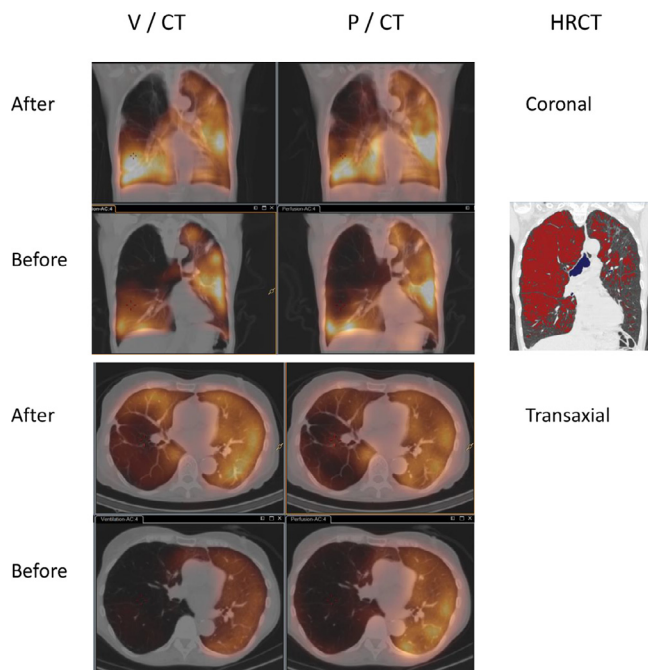 V / CT P / CT HRCT
After Coronal
Perfusion-AC 4
Before
After Transaxial
Ventilation-AC 4 Perfusion-AC 4
Before